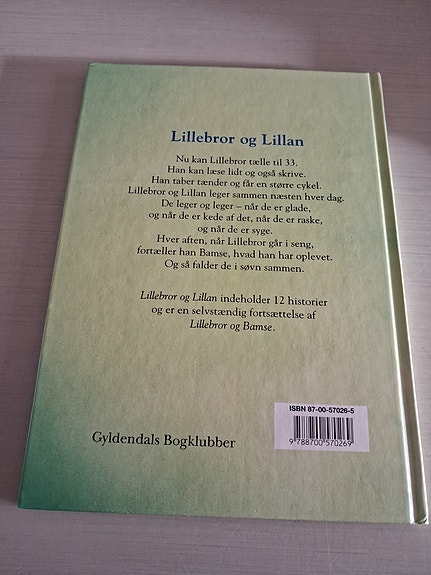 Lillebror og Lillan
Nu kan Lillebror tælle til 33.
Han kan læse lidt og også skrive.
Han taber tænder og får en større cykel.
Lillebror og Lillan leger sammen næsten hver dag.
De leger og leger – når de er glade,
og når de er kede af det, når de er raske,
og når de er syge.
Hver aften, når Lillebror går i seng,
fortæller han Bamse, hvad han har oplevet.
Og så falder de i søvn sammen.
Lillebror og Lillan indeholder 12 historier
og er en selvstændig fortsættelse af
Lillebror og Bamse.
ISBN 87-00-57026-5
9 788700 570269
Gyldendals Bogklubber